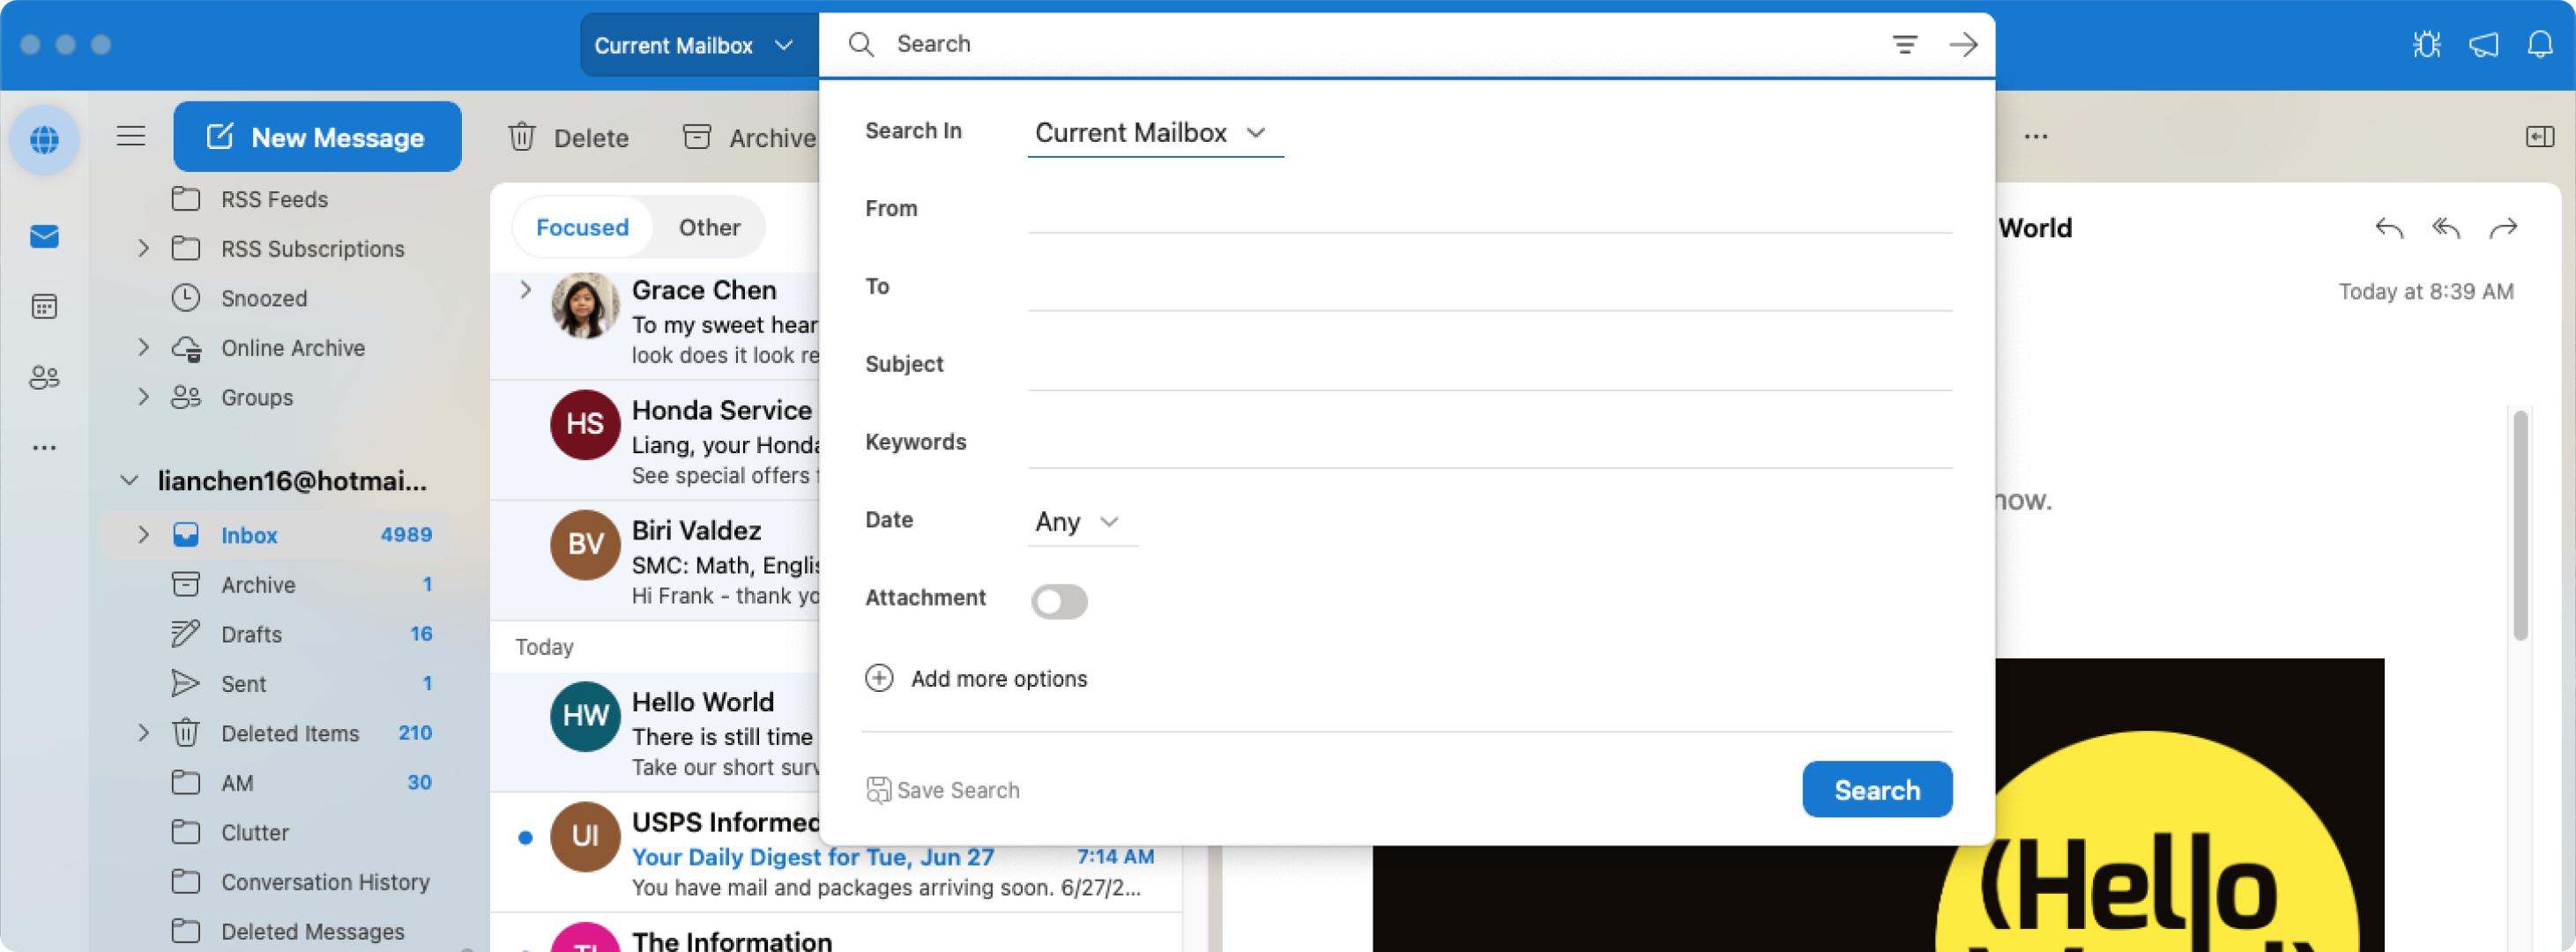 Current Mailbox
Search
New Message
Delete
Archive
RSS Feeds
RSS Subscriptions
Snoozed
Online Archive
Groups
lianchen16@hotmai...
Inbox 4989
Archive 1
Drafts 16
Sent 1
Deleted Items 210
AM 30
Clutter
Conversation History
Deleted Messages
Focused Other
Grace Chen
To my sweet hear
look does it look re
HS
Honda Service
Liang, your Honda
See special offers
BV
Biri Valdez
SMC: Math, Englis
Hi Frank - thank yo
Today
HW
Hello World
There is still time
Take our short surv
UI
USPS Informed
Your Daily Digest for Tue, Jun 27 7:14 AM
You have mail and packages arriving soon. 6/27/2...
The Information
Search In Current Mailbox
From
To
Subject
Keywords
Date Any
Attachment
Add more options
Save Search
Search
World
Today at 8:39 AM
now.
(Hello